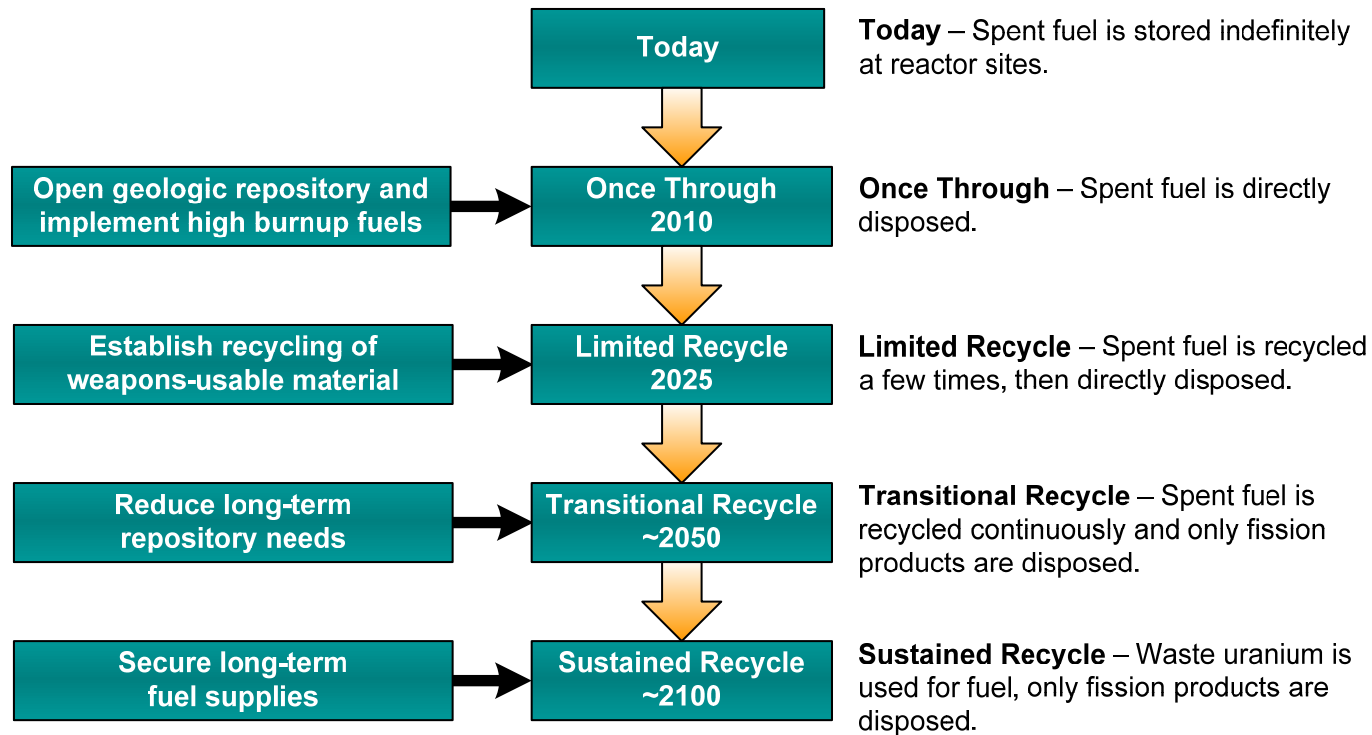 Today
Today – Spent fuel is stored indefinitely
at reactor sites.
Open geologic repository and
implement high burnup fuels
Once Through
2010
Once Through – Spent fuel is directly
disposed.
Establish recycling of
weapons-usable material
Limited Recycle
2025
Limited Recycle – Spent fuel is recycled
a few times, then directly disposed.
Reduce long-term
repository needs
Transitional Recycle
~2050
Transitional Recycle – Spent fuel is
recycled continuously and only fission
products are disposed.
Secure long-term
fuel supplies
Sustained Recycle
~2100
Sustained Recycle – Waste uranium is
used for fuel, only fission products are
disposed.